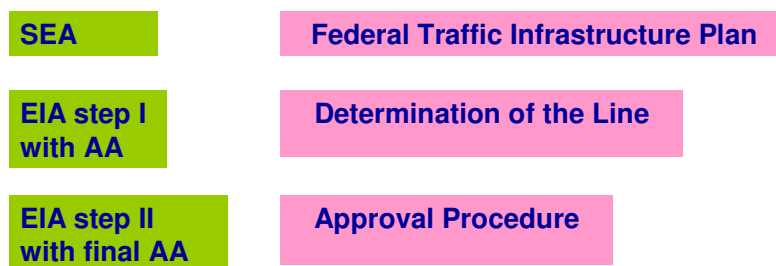 SEA
Federal Traffic Infrastructure Plan
EIA step I
with AA
Determination of the Line
EIA step II
with final AA
Approval Procedure